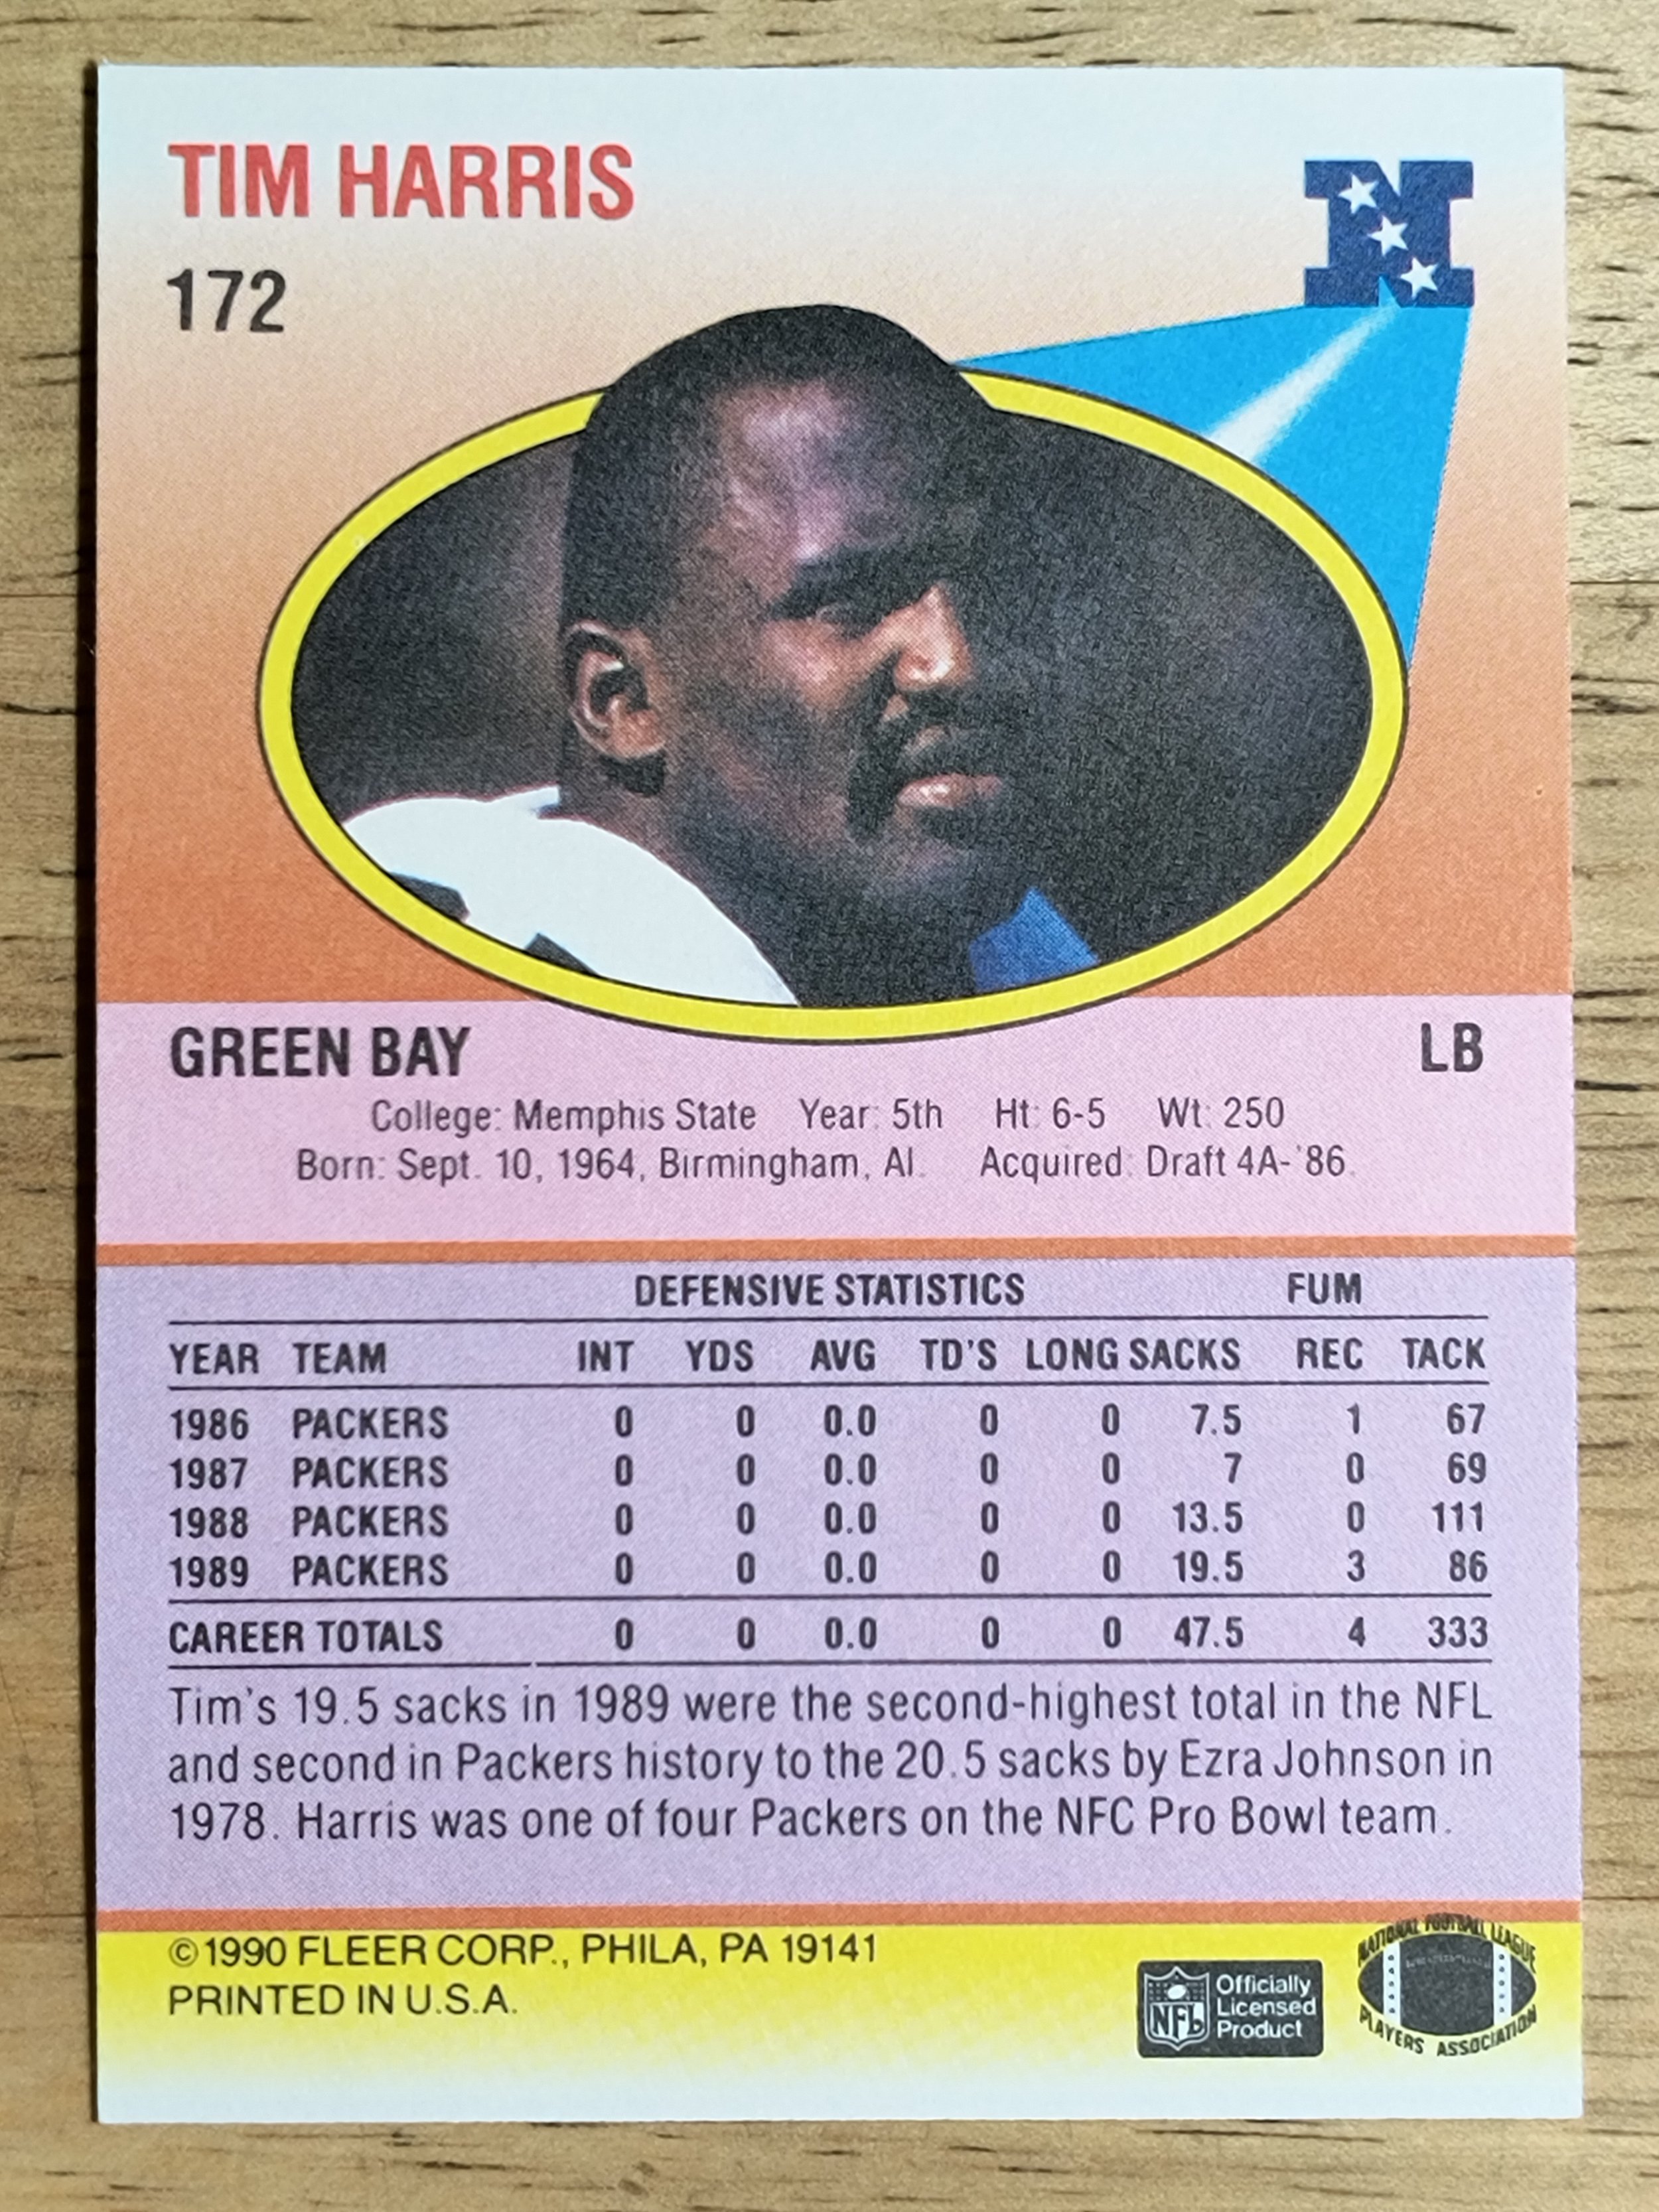 TIM HARRIS
172
N
GREEN BAY LB
College: Memphis State Year: 5th Ht: 6-5 Wt: 250
Born: Sept. 10, 1964, Birmingham, Al. Acquired: Draft 4A-'86.
DEFENSIVE STATISTICS FUM
YEAR TEAM INT YDS AVG TD'S LONG SACKS REC TACK
1986 PACKERS 0 0 0.0 0 0 7.5 1 67
1987 PACKERS 0 0 0.0 0 0 7 0 69
1988 PACKERS 0 0 0.0 0 0 13.5 0 111
1989 PACKERS 0 0 0.0 0 0 19.5 3 86
CAREER TOTALS 0 0 0.0 0 0 47.5 4 333
Tim's 19.5 sacks in 1989 were the second-highest total in the NFL
and second in Packers history to the 20.5 sacks by Ezra Johnson in
1978. Harris was one of four Packers on the NFC Pro Bowl team.
©1990 FLEER CORP., PHILA, PA 19141
PRINTED IN U.S.A.
NFL
Officially
Licensed
Product
NATIONAL FOOTBALL LEAGUE
PLAYERS ASSOCIATION